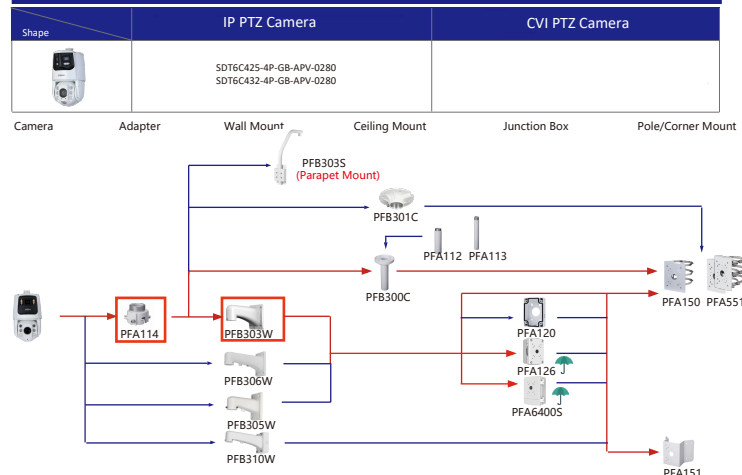 Shape
IP PTZ Camera
CVI PTZ Camera
SDT6C425-4P-GB-APV-0280
SDT6C432-4P-GB-APV-0280
Camera
Adapter
Wall Mount
Ceiling Mount
Junction Box
Pole/Corner Mount
PFB303S
(Parapet Mount)
PFB301C
PFA112
PFA113
PFB300C
PFA150
PFA551
PFA114
PFB303W
PFA120
PFB306W
PFA126
PFB305W
PFA6400S
PFB310W
PFA151